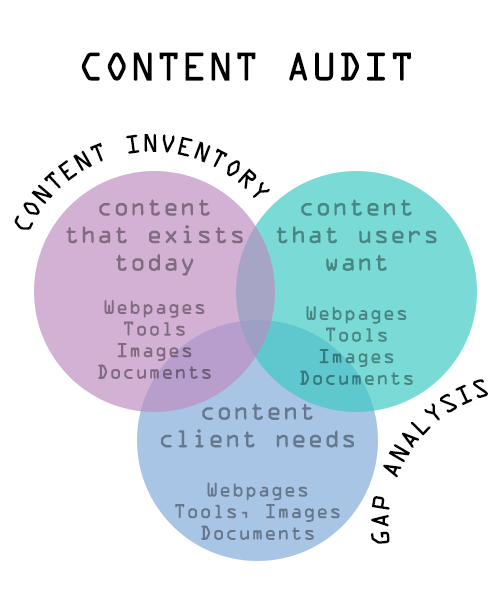 CONTENT AUDIT
CONTENT INVENTORY
content
that exists
today
Webpages
Tools
Images
Documents
content
that users
want
Webpages
Tools
Images
Documents
content
client needs
Webpages
Tools, Images
Documents
GAP ANALYSIS